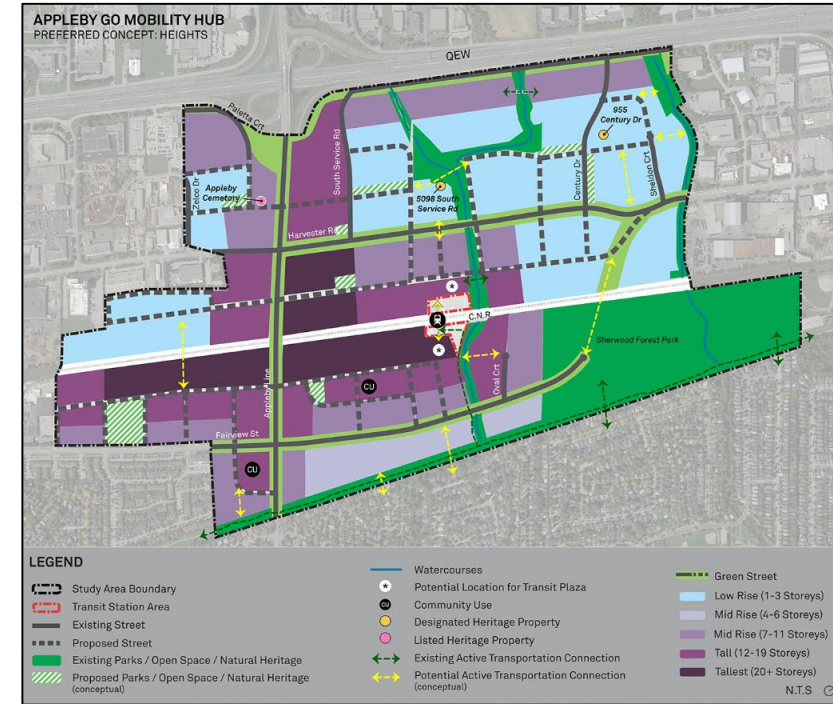 APPLEBY GO MOBILITY HUB
PREFERRED CONCEPT: HEIGHTS
QEW
Palette Crt
South Service Rd
955
Century Dr
Zelco Dr
Appleby
Cemetery
5098 South
Service Rd
Century Dr
Sheldon Crt
Harvester Rd
C.N.R.
Sherwood Forest Park
CU
Appleby Line
Oval Crt
Fairview St
CU
LEGEND
Study Area Boundary
Transit Station Area
Existing Street
Proposed Street
Existing Parks / Open Space / Natural Heritage
Proposed Parks / Open Space / Natural Heritage
(conceptual)
Watercourses
Potential Location for Transit Plaza
CU Community Use
Designated Heritage Property
Listed Heritage Property
Existing Active Transportation Connection
Potential Active Transportation Connection
(conceptual)
Green Street
Low Rise (1-3 Storeys)
Mid Rise (4-6 Storeys)
Mid Rise (7-11 Storeys)
Tall (12-19 Storeys)
Tallest (20+ Storeys)
N.T.S